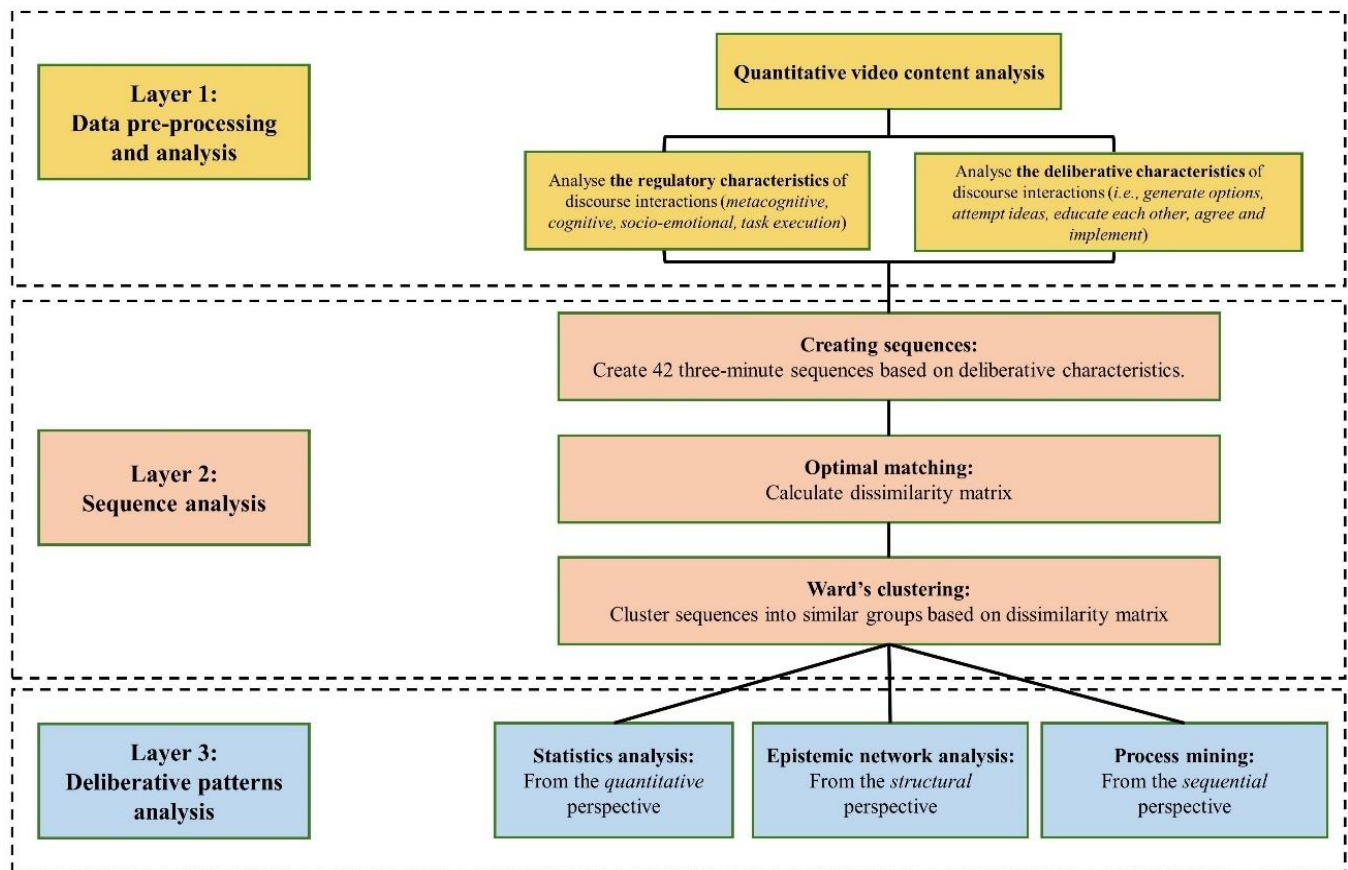 Layer 1:
Data pre-processing
and analysis
Quantitative video content analysis
Analyse the regulatory characteristics of
discourse interactions (metacognitive,
cognitive, socio-emotional, task execution)
Analyse the deliberative characteristics of
discourse interactions (i.e., generate options,
attempt ideas, educate each other, agree and
implement)
Layer 2:
Sequence analysis
Creating sequences:
Create 42 three-minute sequences based on deliberative characteristics.
Optimal matching:
Calculate dissimilarity matrix
Ward’s clustering:
Cluster sequences into similar groups based on dissimilarity matrix
Layer 3:
Deliberative patterns
analysis
Statistics analysis:
From the quantitative
perspective
Epistemic network analysis:
From the structural
perspective
Process mining:
From the sequential
perspective